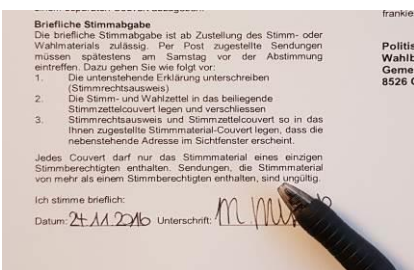 Briefliche Stimmabgabe
Die briefliche Stimmabgabe ist ab Zustellung des Stimm- oder
Wahlmaterials zulässig. Per Post zugestellte Sendungen
müssen spätestens am Samstag vor der Abstimmung
eintreffen. Dazu gehen Sie wie folgt vor:
1. Die untenstehende Erklärung unterschreiben
(Stimmrechtsausweis)
2. Die Stimm- und Wahlzettel in das beiliegende
Stimmzettelcouvert legen und verschliessen
3. Stimmrechtsausweis und Stimmzettelcouvert so in das
Ihnen zugestellte Stimmmaterial-Couvert legen, dass die
nebenstehende Adresse im Sichtfenster erscheint.
Jedes Couvert darf nur das Stimmmaterial eines einzigen
Stimmberechtigten enthalten. Sendungen, die Stimmmaterial
von mehr als einem Stimmberechtigten enthalten, sind ungültig.
Ich stimme brieflich:
Datum: 24.11.2016 Unterschrift: M
frankie
Politis
Wahlb
Geme
8526